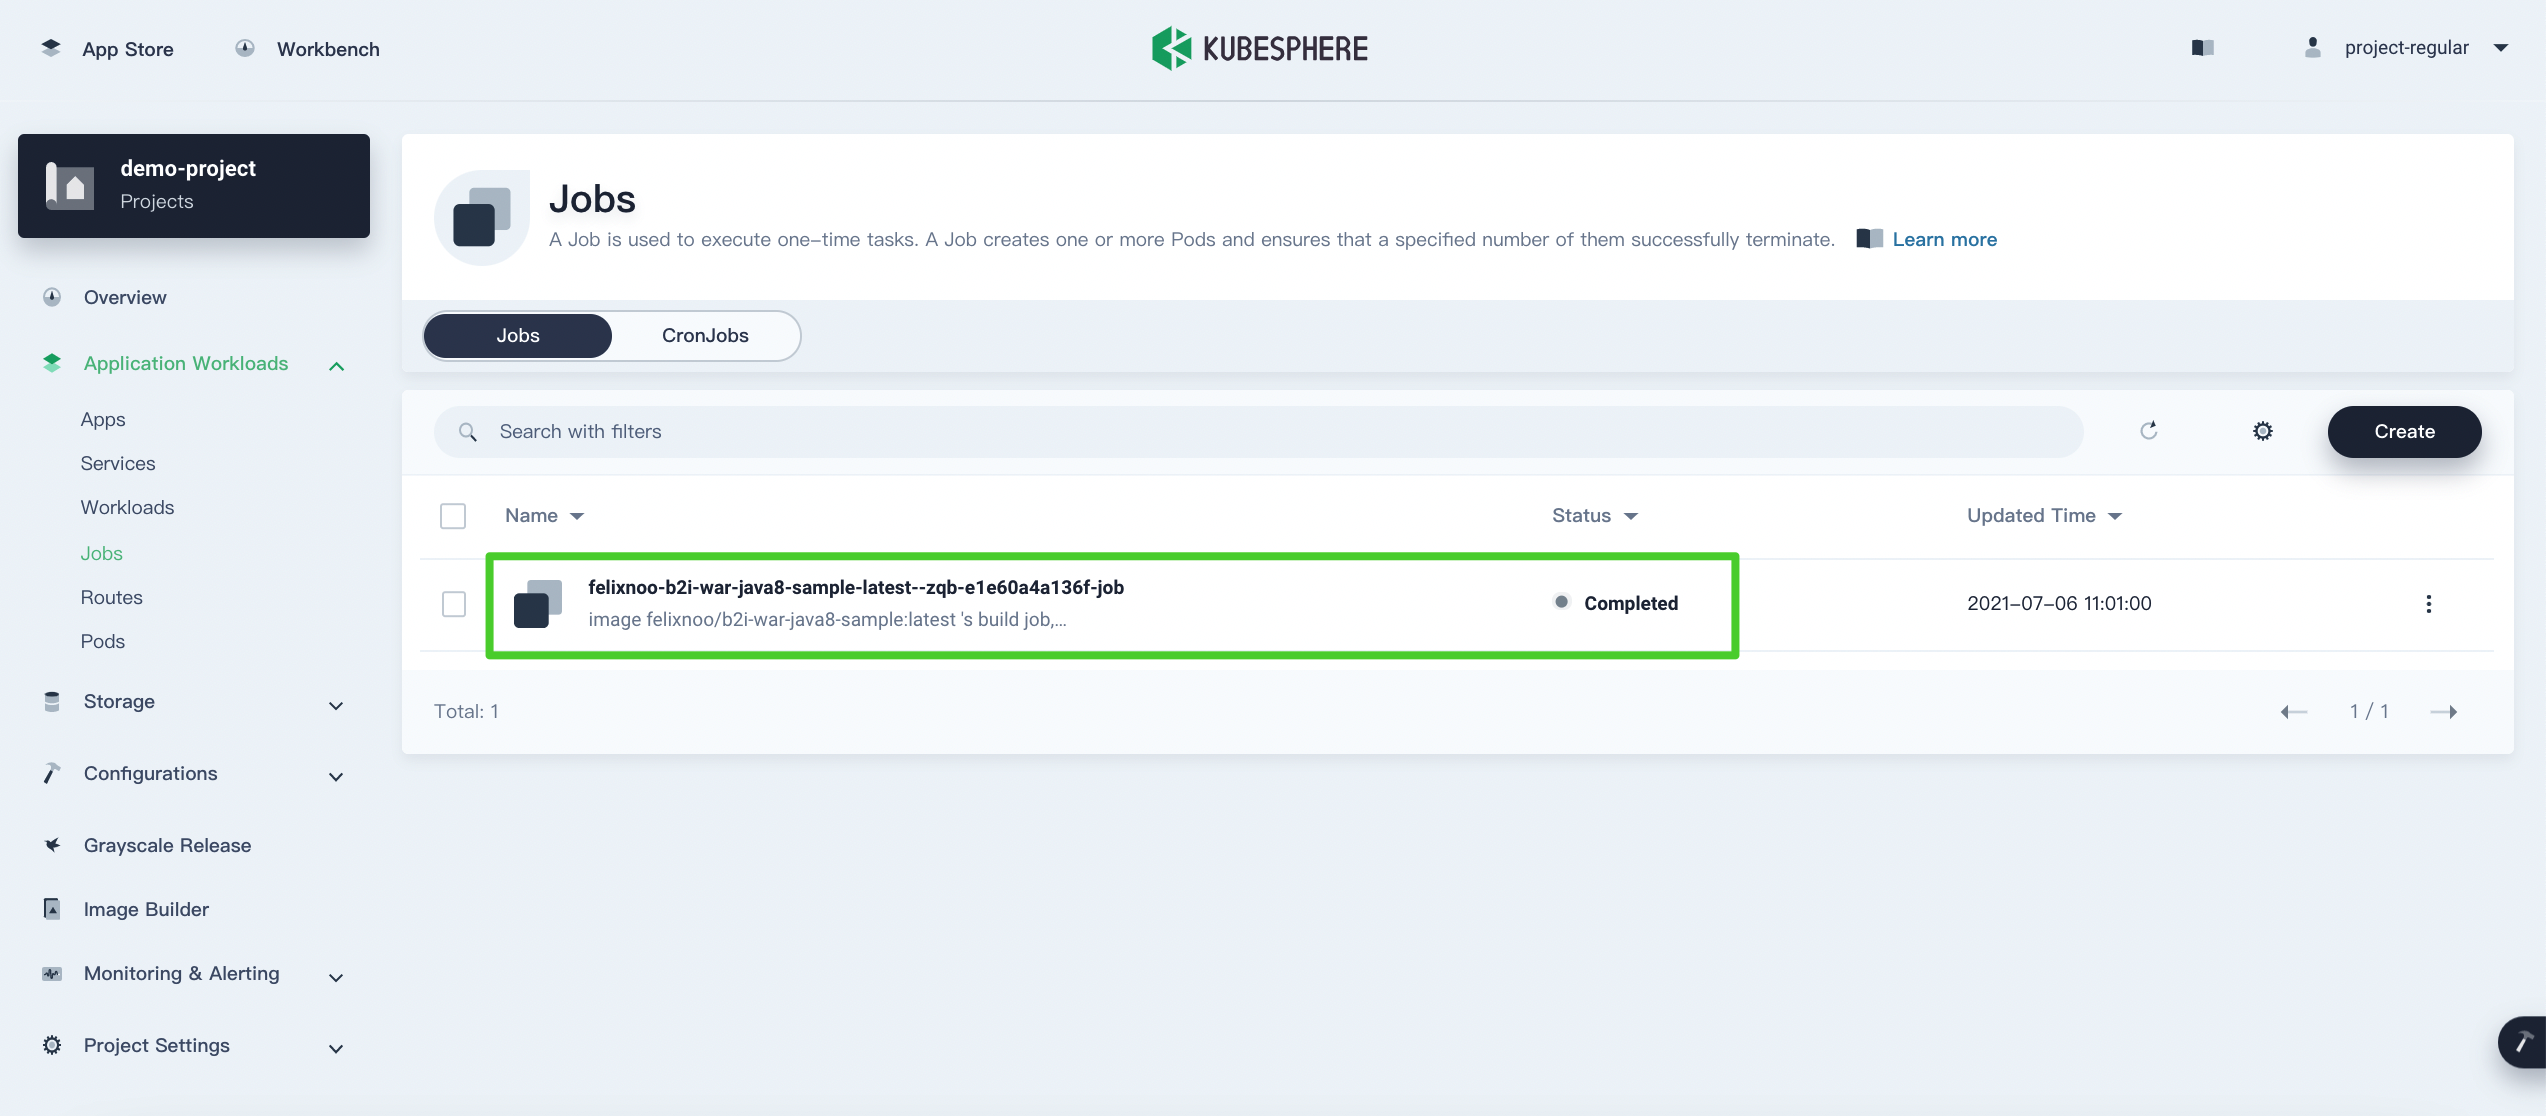 App Store
Workbench
KUBESPHERE
project-regular
demo-project
Projects
Overview
Application Workloads
Apps
Services
Workloads
Jobs
Routes
Pods
Storage
Configurations
Grayscale Release
Image Builder
Monitoring & Alerting
Project Settings
Jobs
A Job is used to execute one-time tasks. A Job creates one or more Pods and ensures that a specified number of them successfully terminate. Learn more
Jobs
CronJobs
Search with filters
Create
Name
Status
Updated Time
felixnoo-b2i-war-java8-sample-latest--zqb-e1e60a4a136f-job
image felixnoo/b2i-war-java8-sample:latest 's build job,...
Completed
2021-07-06 11:01:00
Total: 1
1 / 1